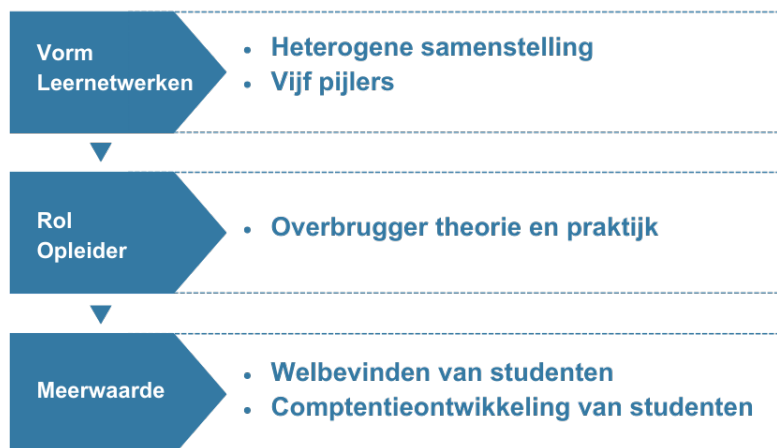 Vorm
Leernetwerken
• Heterogene samenstelling
• Vijf pijlers
Rol
Opleider
• Overbrugger theorie en praktijk
Meerwaarde
• Welbevinden van studenten
• Comptentieontwikkeling van studenten